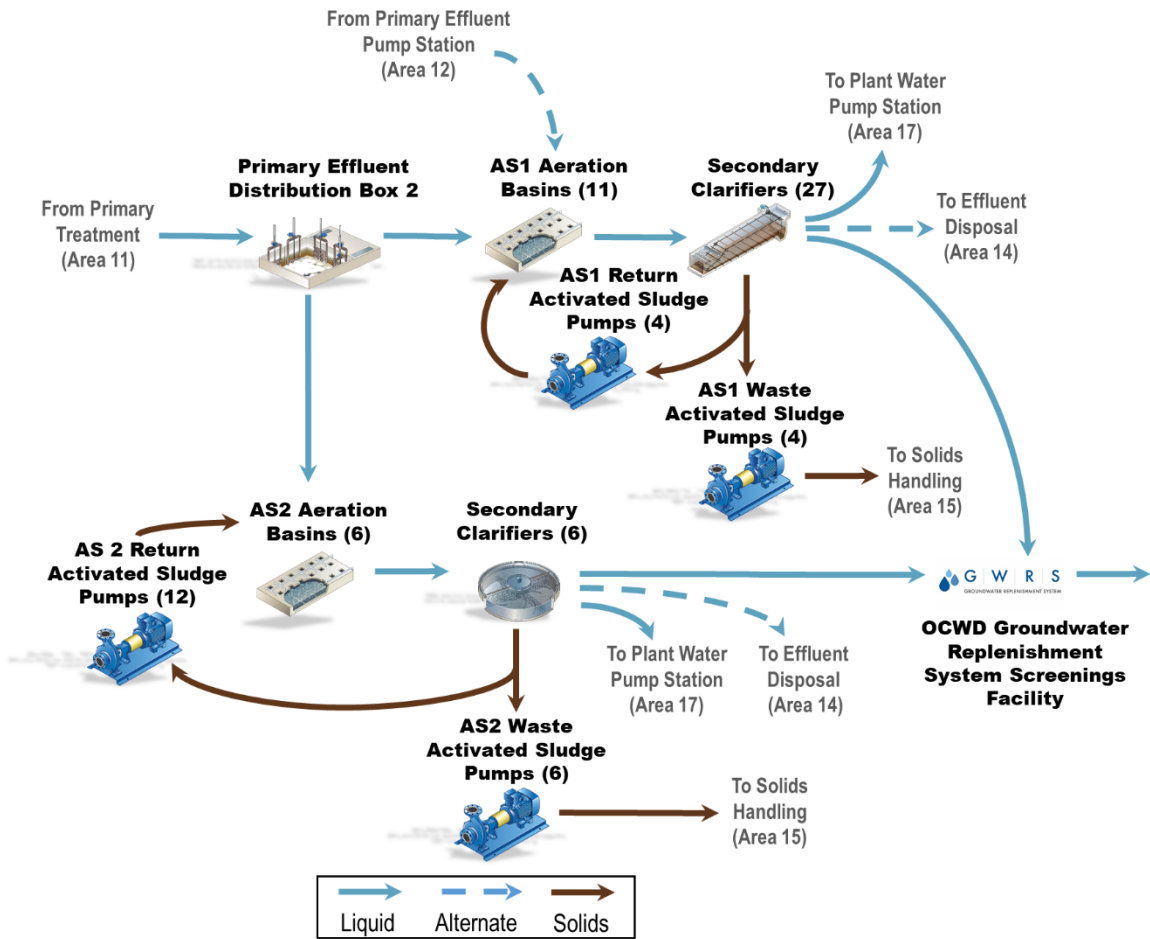 From Primary Effluent
Pump Station
(Area 12)
To Plant Water
Pump Station
(Area 17)
Primary Effluent
Distribution Box 2
AS1 Aeration
Basins (11)
Secondary
Clarifiers (27)
From Primary
Treatment
(Area 11)
To Effluent
Disposal
(Area 14)
AS1 Return
Activated Sludge
Pumps (4)
AS1 Waste
Activated Sludge
Pumps (4)
To Solids
Handling
(Area 15)
AS2 Aeration
Basins (6)
Secondary
Clarifiers (6)
AS 2 Return
Activated Sludge
Pumps (12)
G | W | R | S
GROUNDWATER REPLENISHMENT SYSTEM
OCWD Groundwater
Replenishment
System Screenings
Facility
To Plant Water
Pump Station
(Area 17)
To Effluent
Disposal
(Area 14)
AS2 Waste
Activated Sludge
Pumps (6)
To Solids
Handling
(Area 15)
Liquid
Alternate
Solids